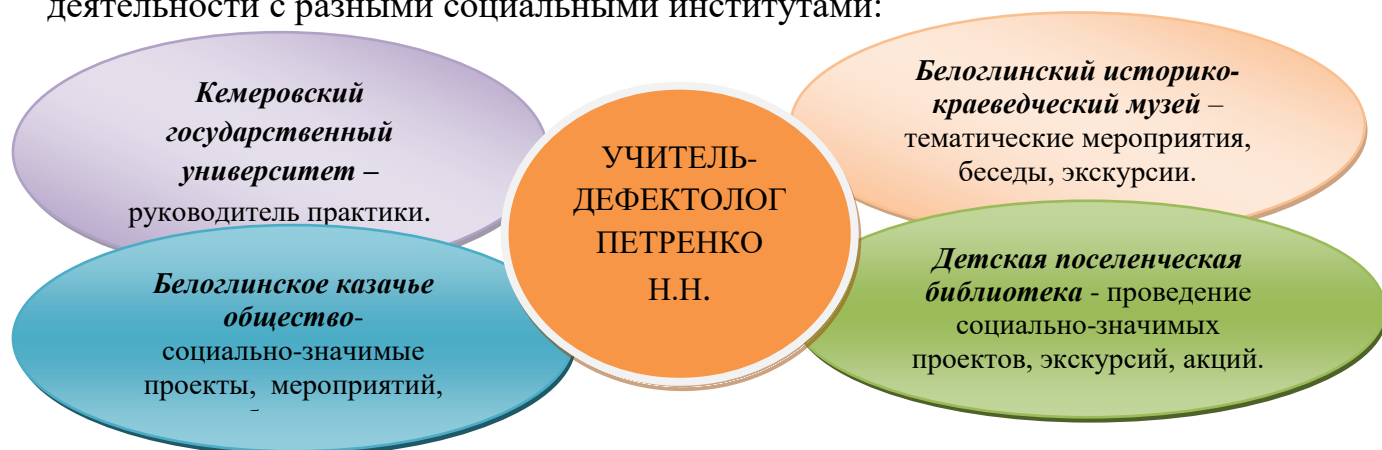 деятельности с разными социальными институтами:
Кемеровский
государственный
университет –
руководитель практики.
Белоглинский историко-
краеведческий музей –
тематические мероприятия,
беседы, экскурсии.
УЧИТЕЛЬ-
ДЕФЕКТОЛОГ
ПЕТРЕНКО
Н.Н.
Белоглинское казачье
общество-
социально-значимые
проекты, мероприятий,
Детская поселенческая
библиотека - проведение
социально-значимых
проектов, экскурсий, акций.